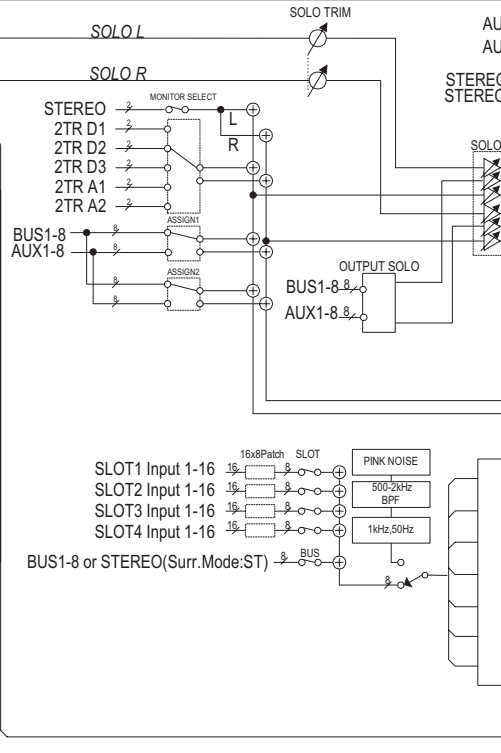 SOLO TRIM
AU
AU
SOLO L
SOLO R
STEREO
STEREO
MONITOR SELECT
STEREO 2
L
2TR D1 2
R
2TR D2 2
2TR D3 2
2TR A1 2
2TR A2 2
SOLO
ASSIGN1
BUS1-8 8
AUX1-8 8
ASSIGN2
8
8
OUTPUT SOLO
BUS1-8 8
AUX1-8 8
16x8Patch SLOT
SLOT1 Input 1-16 16 8
SLOT2 Input 1-16 16 8
SLOT3 Input 1-16 16 8
SLOT4 Input 1-16 16 8
PINK NOISE
500-2kHz
BPF
1kHz,50Hz
BUS
BUS1-8 or STEREO(Surr.Mode:ST) 8
8